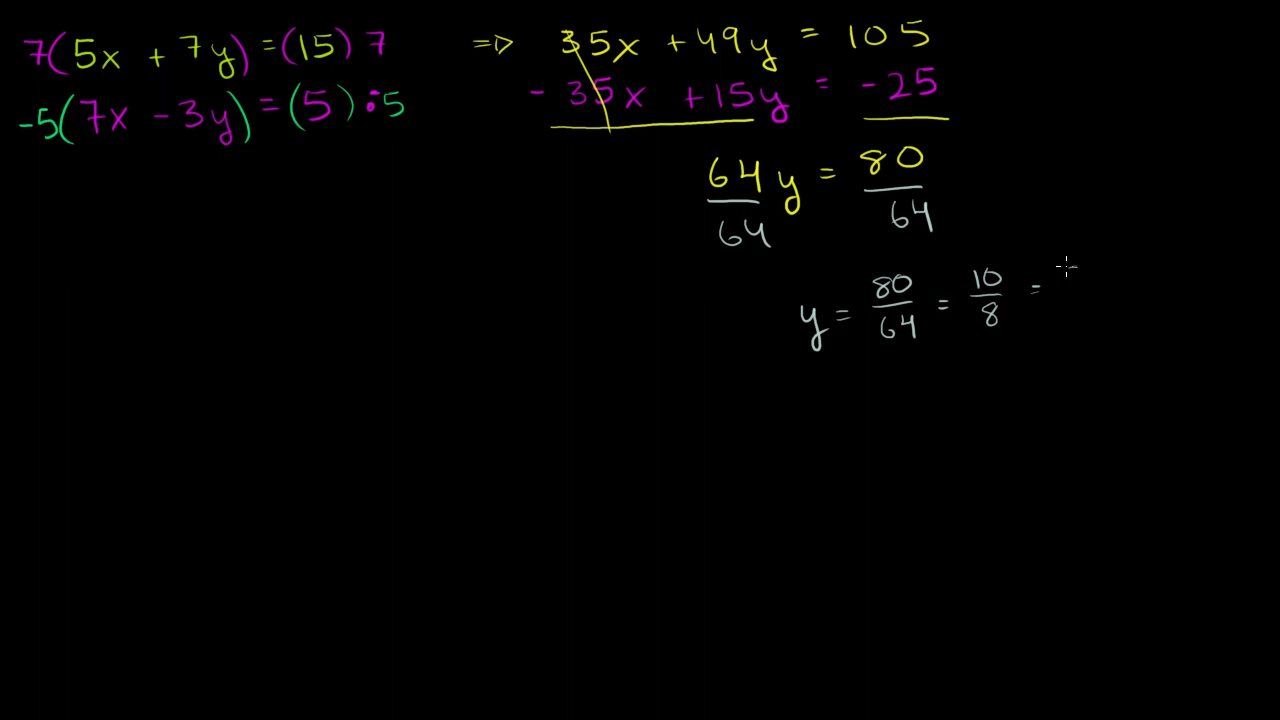 7(5x + 7y) = (15) 7 ⇒ 35x + 49y = 105
-5(7x - 3y) = (5) · 5 - 35x + 15y = -25
64y = 80
64 64
y = 80/64 = 10/8 =